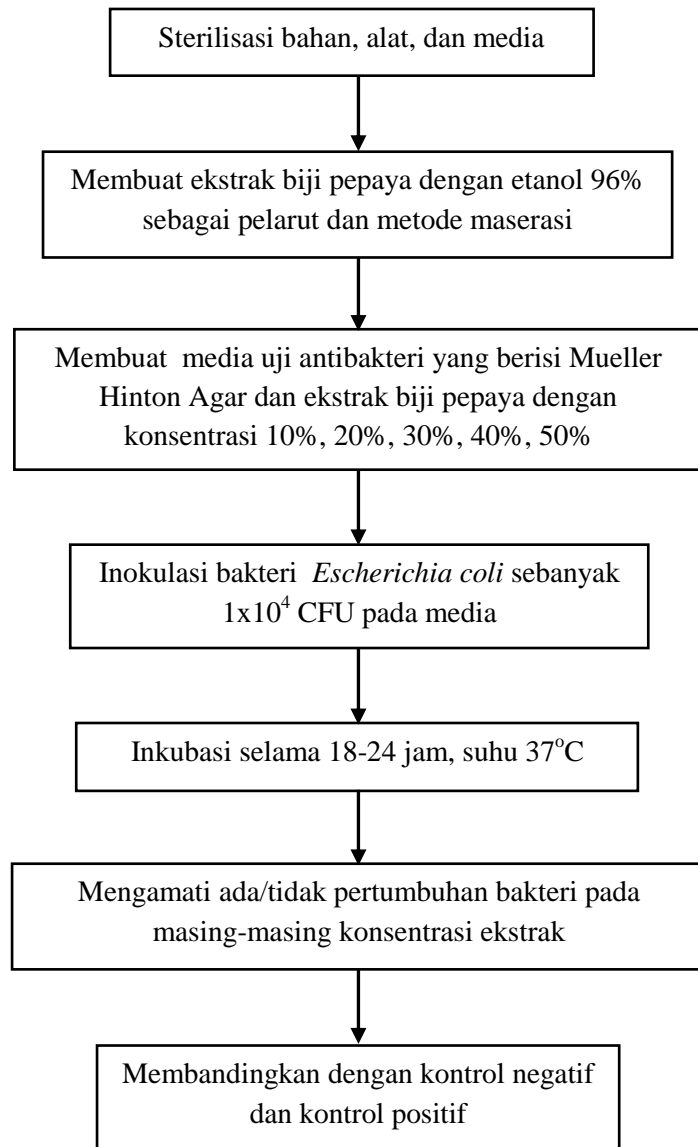 Sterilisasi bahan, alat, dan media
Membuat ekstrak biji pepaya dengan etanol 96%
sebagai pelarut dan metode maserasi
Membuat  media uji antibakteri yang berisi Mueller
Hinton Agar dan ekstrak biji pepaya dengan
konsentrasi 10%, 20%, 30%, 40%, 50%
Inokulasi bakteri  Escherichia coli sebanyak
1x10⁴ CFU pada media
Inkubasi selama 18-24 jam, suhu 37°C
Mengamati ada/tidak pertumbuhan bakteri pada
masing-masing konsentrasi ekstrak
Membandingkan dengan kontrol negatif
dan kontrol positif